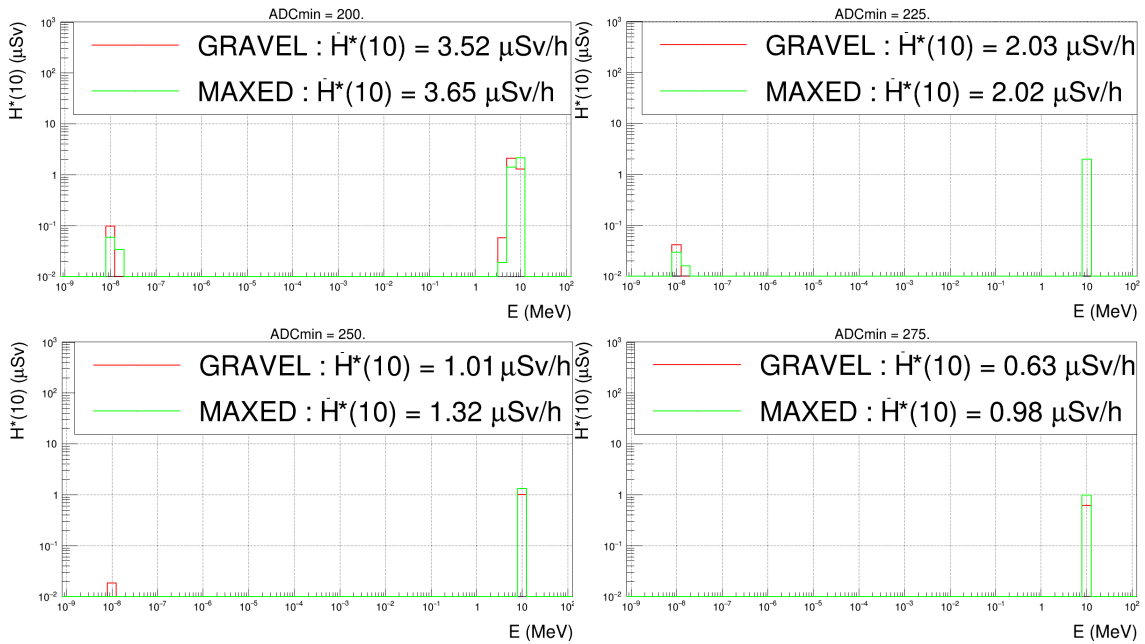 ADCmin = 200.
H*(10) (μSv)
GRAVEL : Ḣ*(10) = 3.52 μSv/h
MAXED : Ḣ*(10) = 3.65 μSv/h
10³
10²
10
1
10⁻¹
10⁻²
10⁻⁹ 10⁻⁸ 10⁻⁷ 10⁻⁶ 10⁻⁵ 10⁻⁴ 10⁻³ 10⁻² 10⁻¹ 1 10 10²
E (MeV)
ADCmin = 225.
H*(10) (μSv)
GRAVEL : Ḣ*(10) = 2.03 μSv/h
MAXED : Ḣ*(10) = 2.02 μSv/h
10³
10²
10
1
10⁻¹
10⁻²
10⁻⁹ 10⁻⁸ 10⁻⁷ 10⁻⁶ 10⁻⁵ 10⁻⁴ 10⁻³ 10⁻² 10⁻¹ 1 10 10²
E (MeV)
ADCmin = 250.
H*(10) (μSv)
GRAVEL : Ḣ*(10) = 1.01 μSv/h
MAXED : Ḣ*(10) = 1.32 μSv/h
10³
10²
10
1
10⁻¹
10⁻²
10⁻⁹ 10⁻⁸ 10⁻⁷ 10⁻⁶ 10⁻⁵ 10⁻⁴ 10⁻³ 10⁻² 10⁻¹ 1 10 10²
E (MeV)
ADCmin = 275.
H*(10) (μSv)
GRAVEL : Ḣ*(10) = 0.63 μSv/h
MAXED : Ḣ*(10) = 0.98 μSv/h
10³
10²
10
1
10⁻¹
10⁻²
10⁻⁹ 10⁻⁸ 10⁻⁷ 10⁻⁶ 10⁻⁵ 10⁻⁴ 10⁻³ 10⁻² 10⁻¹ 1 10 10²
E (MeV)